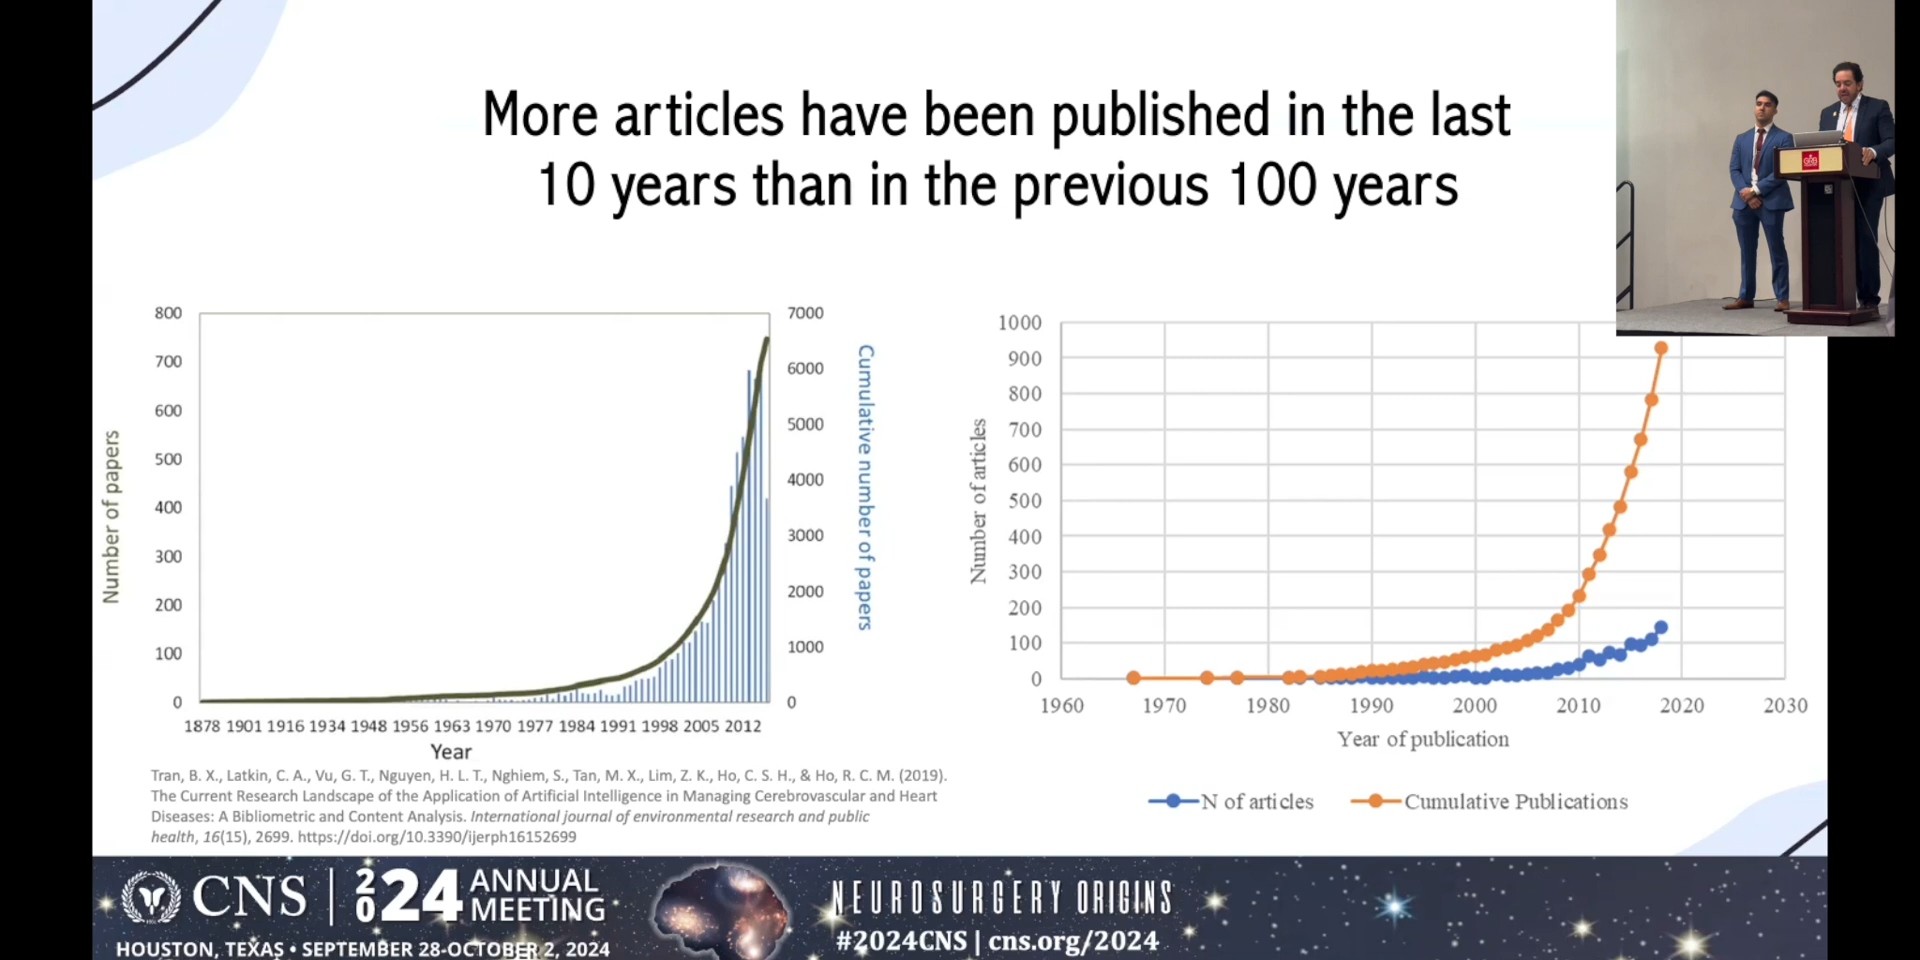 More articles have been published in the last
10 years than in the previous 100 years
800
700
600
500
400
300
200
100
0
Number of papers
7000
6000
5000
4000
3000
2000
1000
0
Cumulative number of papers
1878 1901 1916 1934 1948 1956 1963 1970 1977 1984 1991 1998 2005 2012
Year
Tran, B. X., Latkin, C. A., Vu, G. T., Nguyen, H. L. T., Nghiem, S., Tan, M. X., Lim, Z. K., Ho, C. S. H., & Ho, R. C. M. (2019).
The Current Research Landscape of the Application of Artificial Intelligence in Managing Cerebrovascular and Heart
Diseases: A Bibliometric and Content Analysis. International journal of environmental research and public
health, 16(15), 2699. https://doi.org/10.3390/ijerph16152699
1000
900
800
700
600
500
400
300
200
100
0
Number of articles
1960 1970 1980 1990 2000 2010 2020 2030
Year of publication
N of articles Cumulative Publications
CNS | 2024 ANNUAL
MEETING
HOUSTON, TEXAS • SEPTEMBER 28-OCTOBER 2, 2024
NEUROSURGERY ORIGINS
#2024CNS | cns.org/2024